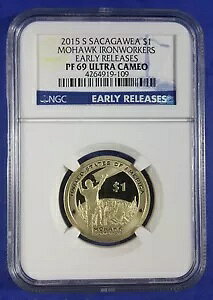 2015 S SACAGAWEA $1
MOHAWK IRONWORKERS
EARLY RELEASES
PF 69 ULTRA CAMEO
4264919-109
NGC EARLY RELEASES
UNITED STATES OF AMERICA
$1